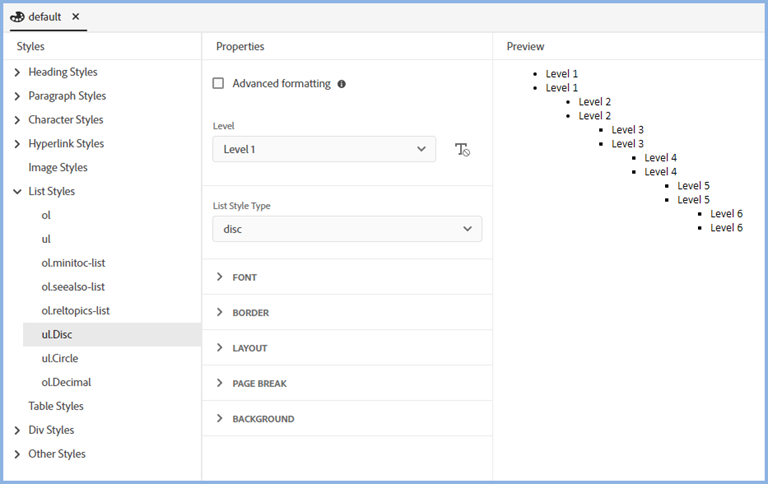 default
Styles
Heading Styles
Paragraph Styles
Character Styles
Hyperlink Styles
Image Styles
List Styles
ol
ul
ol.minitoc-list
ol.seealso-list
ol.reltopics-list
ul.Disc
ul.Circle
ol.Decimal
Table Styles
Div Styles
Other Styles
Properties
Advanced formatting
Level
Level 1
List Style Type
disc
FONT
BORDER
LAYOUT
PAGE BREAK
BACKGROUND
Preview
Level 1
Level 1
Level 2
Level 2
Level 3
Level 3
Level 4
Level 4
Level 5
Level 5
Level 6
Level 6